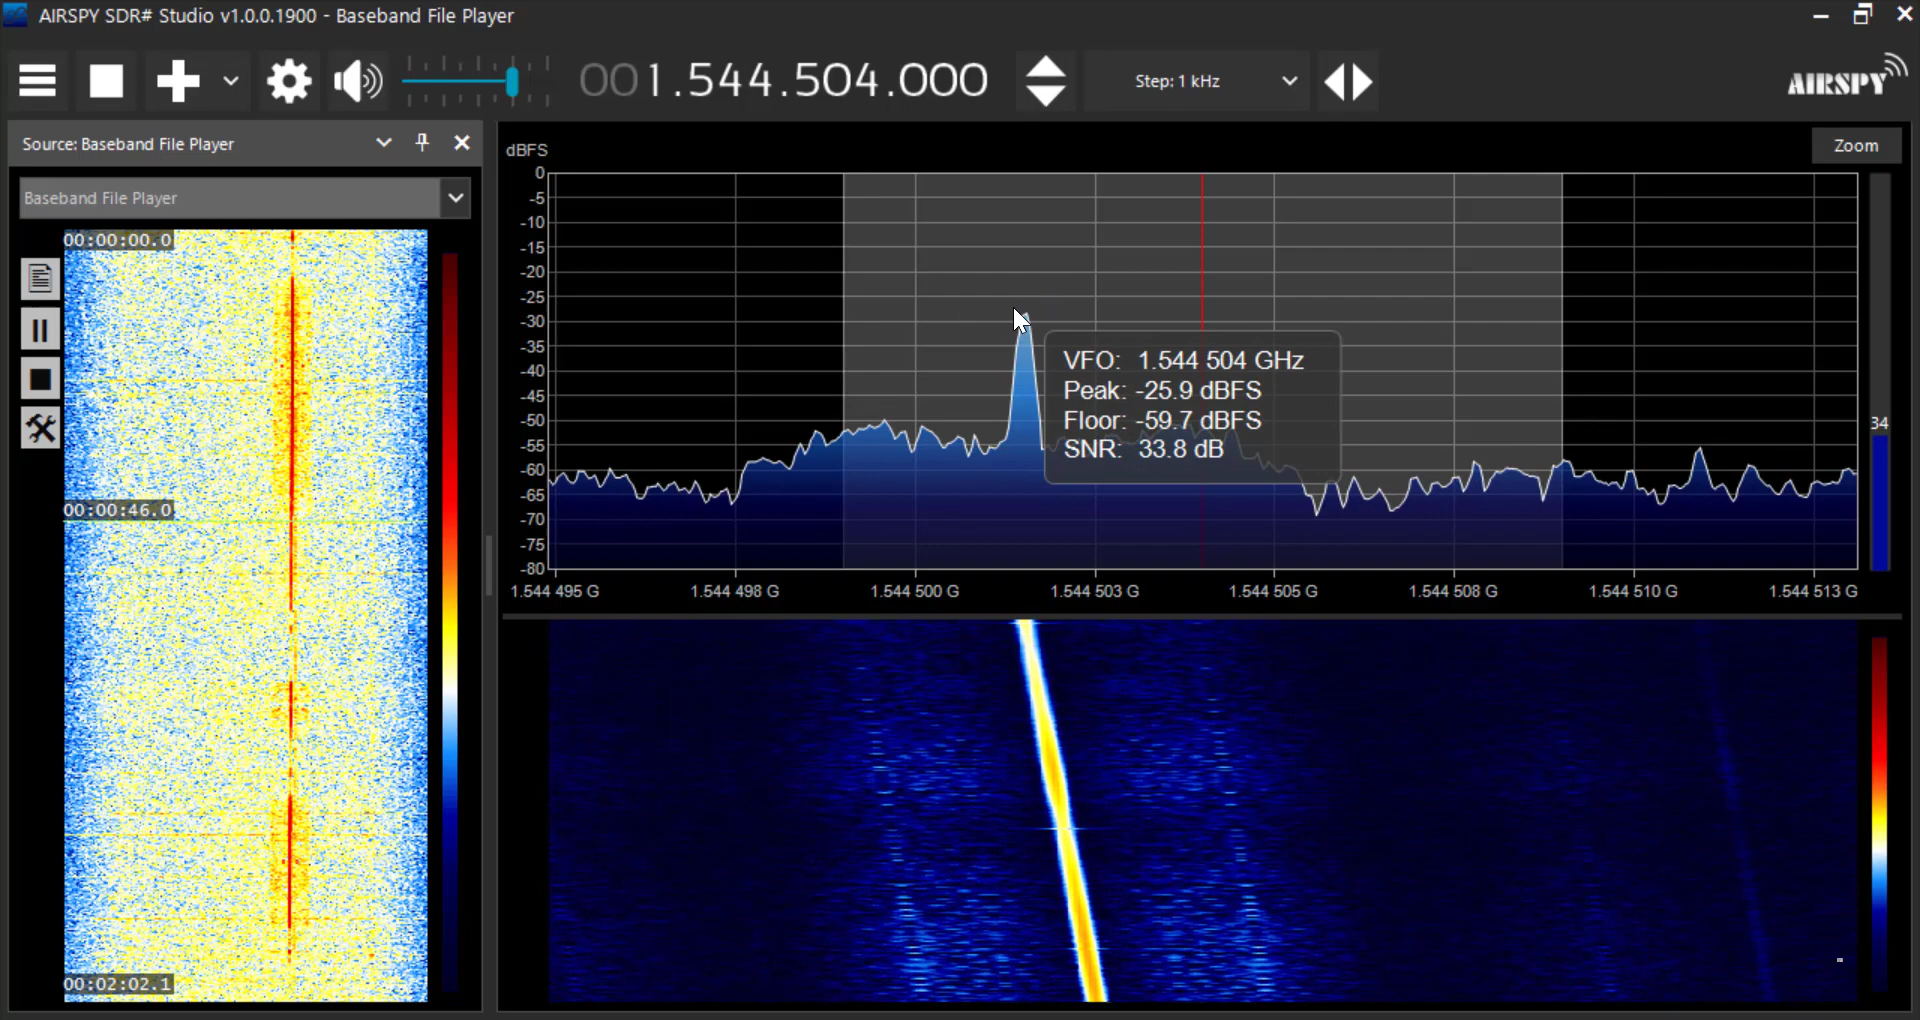 AIRSPY SDR# Studio v1.0.0.1900 - Baseband File Player
001.544.504.000
Step: 1 kHz
AIRSPY
Source: Baseband File Player
Baseband File Player
00:00:00.0
00:00:46.0
00:02:02.1
dBFS
Zoom
0
-5
-10
-15
-20
-25
-30
-35
-40
-45
-50
-55
-60
-65
-70
-75
-80
VFO: 1.544 504 GHz
Peak: -25.9 dBFS
Floor: -59.7 dBFS
SNR: 33.8 dB
34
1.544 495 G 1.544 498 G 1.544 500 G 1.544 503 G 1.544 505 G 1.544 508 G 1.544 510 G 1.544 513 G